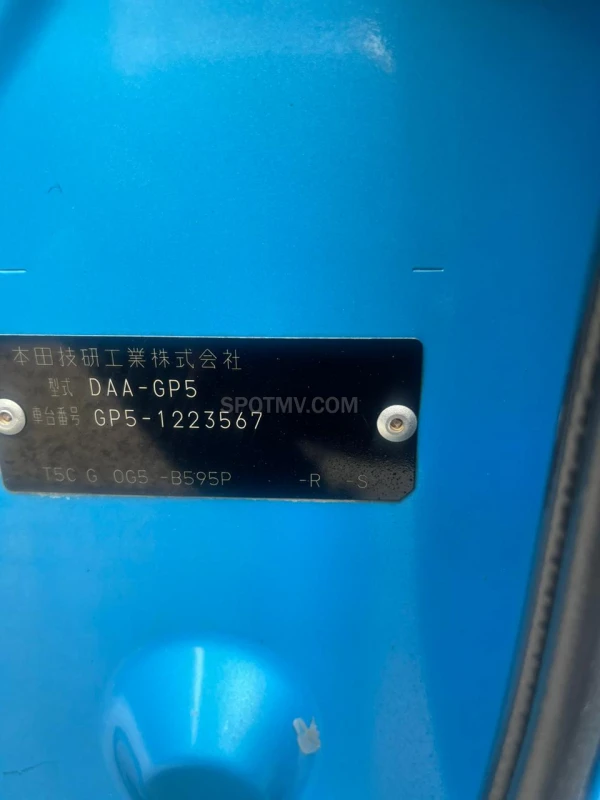 本田技研工業株式会社
型式 DAA-GP5
車台番号 GP5-1223567
T5C G OG5 -B595P -R -S
SPOTMV.COM